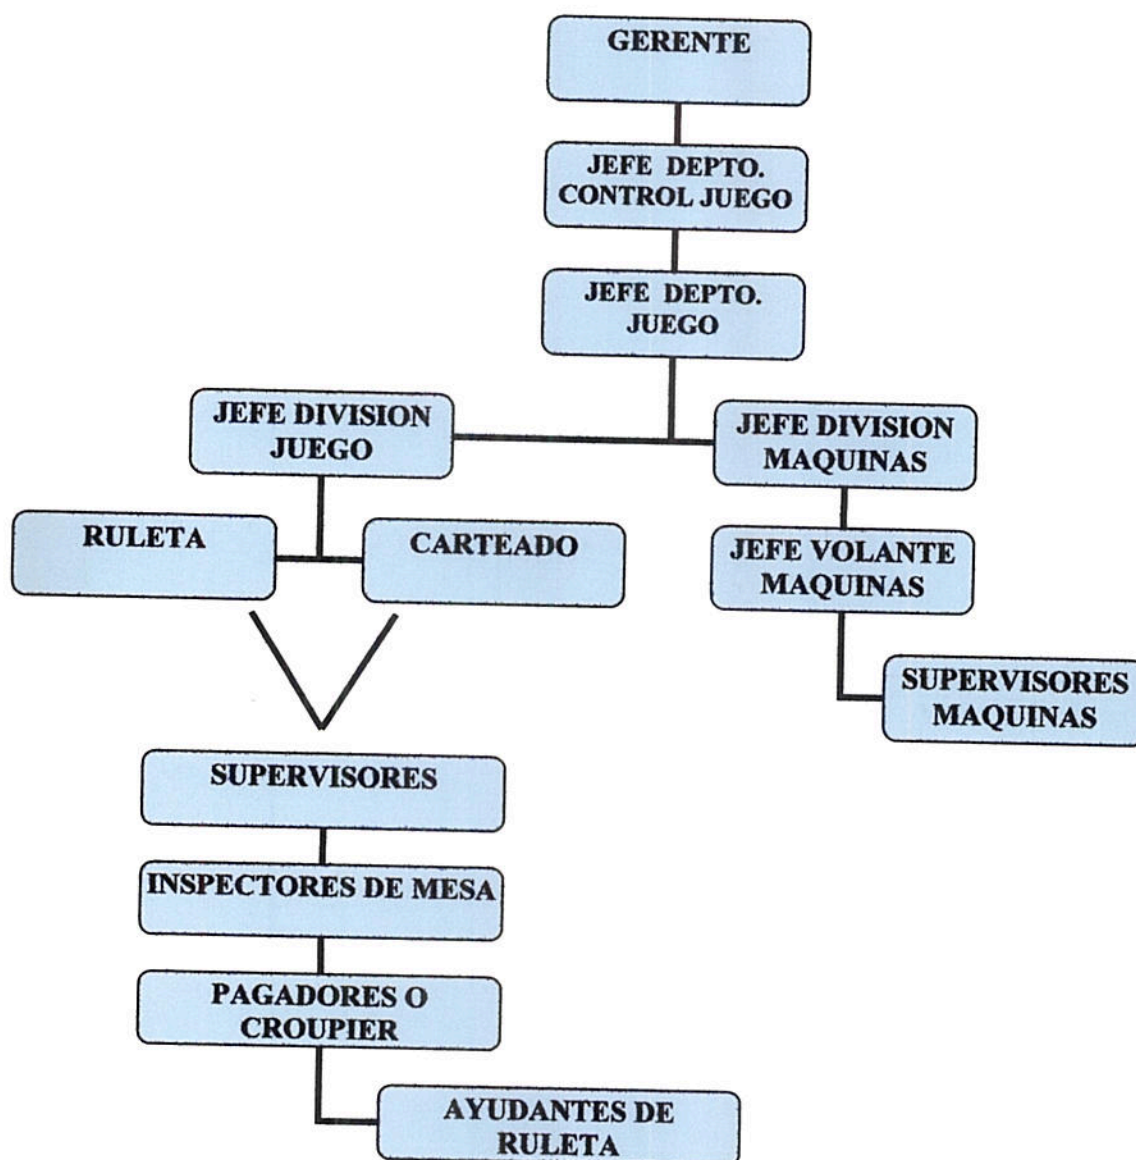 GERENTE
JEFE DEPTO.
CONTROL JUEGO
JEFE DEPTO.
JUEGO
JEFE DIVISION
JUEGO
JEFE DIVISION
MAQUINAS
RULETA
CARTEADO
JEFE VOLANTE
MAQUINAS
SUPERVISORES
MAQUINAS
SUPERVISORES
INSPECTORES DE MESA
PAGADORES O
CROUPIER
AYUDANTES DE
RULETA